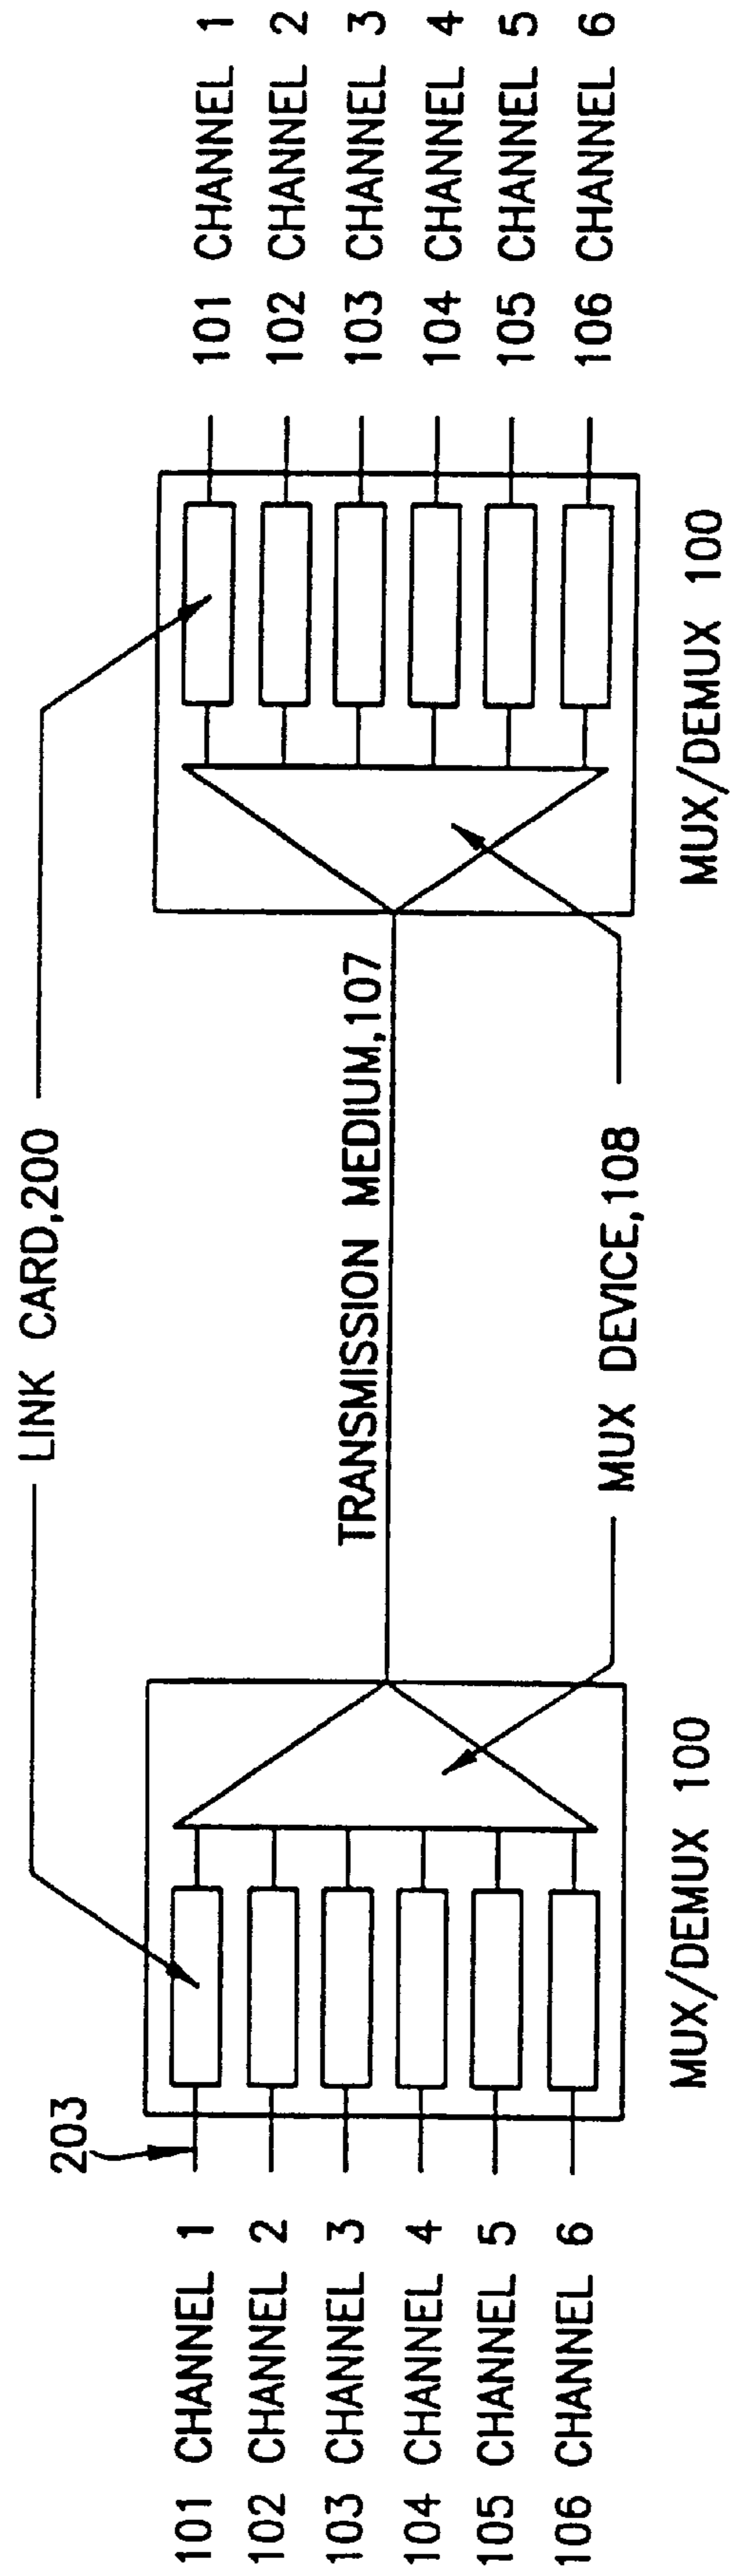 LINK CARD,200
203
101 CHANNEL 1
102 CHANNEL 2
103 CHANNEL 3
104 CHANNEL 4
105 CHANNEL 5
106 CHANNEL 6
TRANSMISSION MEDIUM,107
101 CHANNEL 1
102 CHANNEL 2
103 CHANNEL 3
104 CHANNEL 4
105 CHANNEL 5
106 CHANNEL 6
MUX DEVICE,108
MUX/DEMUX 100
MUX/DEMUX 100